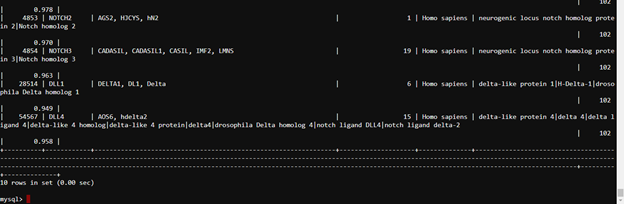 | 102
| 0.978 |
| 4853 | NOTCH2 | AGS2, HJCYS, hN2 | 1 | Homo sapiens | neurogenic locus notch homolog prote
in 2|Notch homolog 2
| 102
| 0.970 |
| 4854 | NOTCH3 | CADASIL, CADASIL1, CASIL, IMF2, LMNS | 19 | Homo sapiens | neurogenic locus notch homolog prote
in 3|Notch homolog 3
| 102
| 0.963 |
| 28514 | DLL1 | DELTA1, DL1, Delta | 6 | Homo sapiens | delta-like protein 1|H-Delta-1|droso
phila Delta homolog 1
| 102
| 0.949 |
| 54567 | DLL4 | AOS6, hdelta2 | 15 | Homo sapiens | delta-like protein 4|delta 4|delta l
igand 4|delta-like 4 homolog|delta-like 4 protein|delta4|drosophila Delta homolog 4|notch ligand DLL4|notch ligand delta-2
| 102
| 0.958 |
10 rows in set (0.00 sec)
mysql>